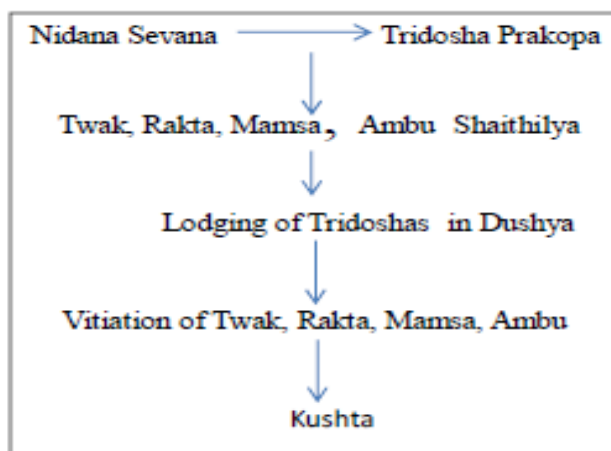 Nidana Sevana Tridosha Prakopa
Twak, Rakta, Mamsa, Ambu Shaithilya
Lodging of Tridoshas in Dushya
Vitiation of Twak, Rakta, Mamsa, Ambu
Kushta